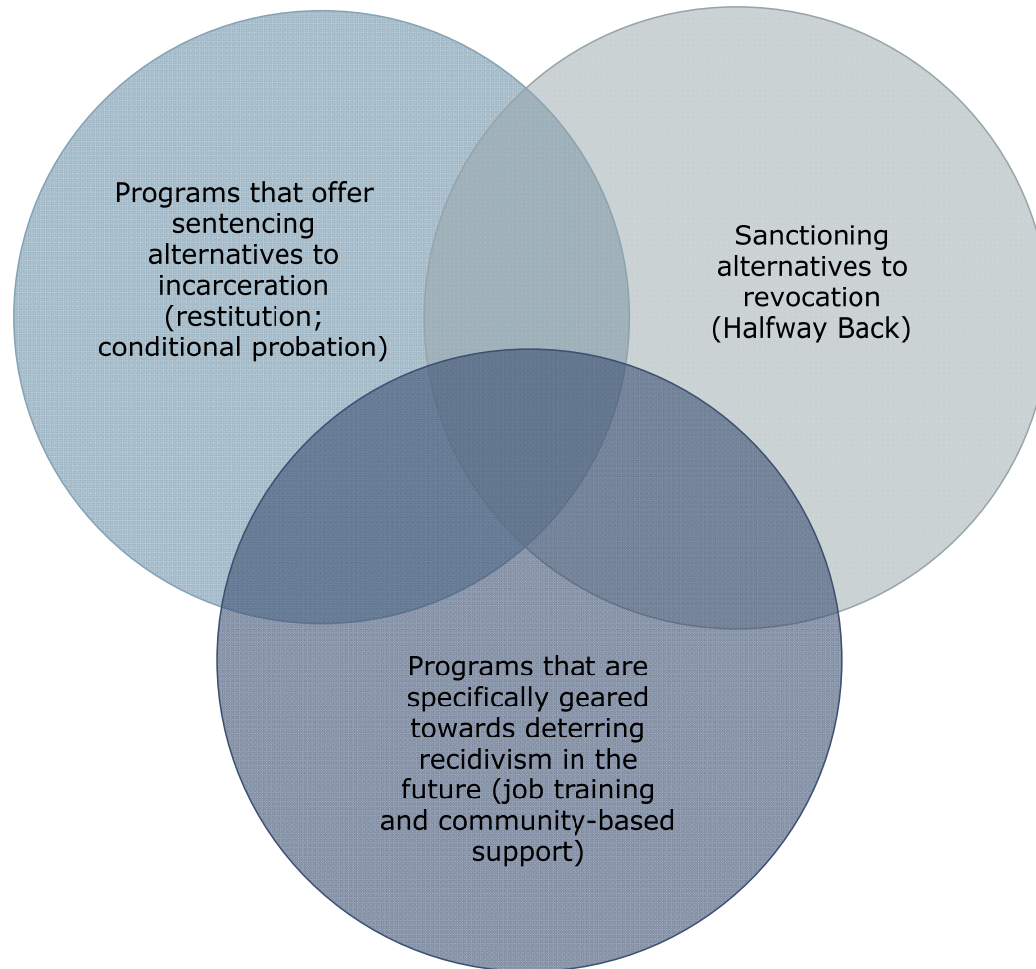 Programs that offer
sentencing
alternatives to
incarceration
(restitution;
conditional probation)
Sanctioning
alternatives to
revocation
(Halfway Back)
Programs that are
specifically geared
towards deterring
recidivism in the
future (job training
and community-based
support)